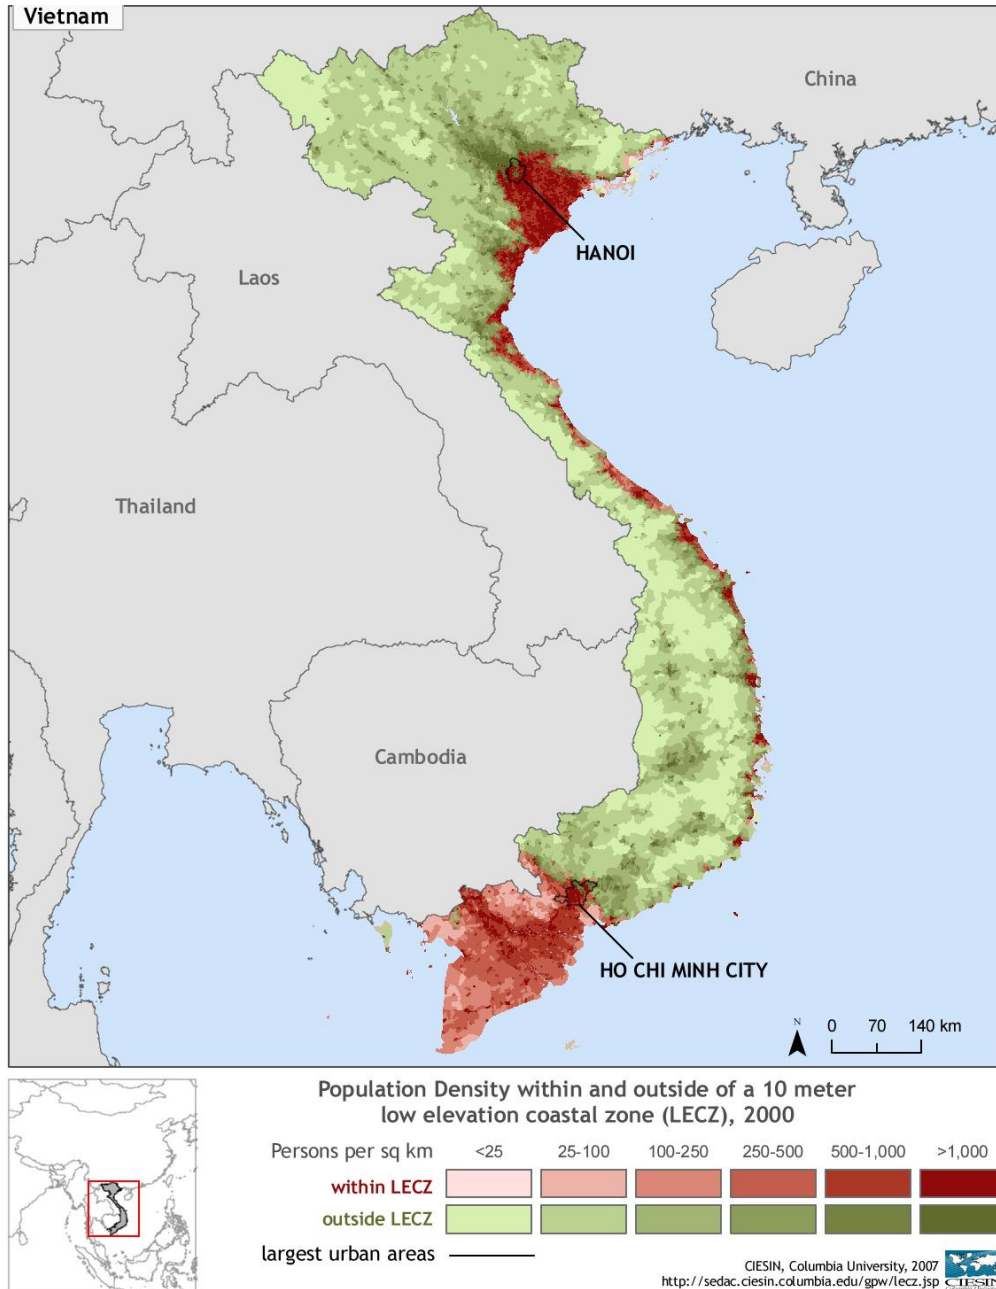 Vietnam
China
HANOI
Laos
Thailand
Cambodia
HO CHI MINH CITY
N
0 70 140 km
Population Density within and outside of a 10 meter
low elevation coastal zone (LECZ), 2000
Persons per sq km <25 25-100 100-250 250-500 500-1,000 >1,000
within LECZ
outside LECZ
largest urban areas
CIESIN, Columbia University, 2007
http://sedac.ciesin.columbia.edu/gpw/lecz.jsp
CIESIN